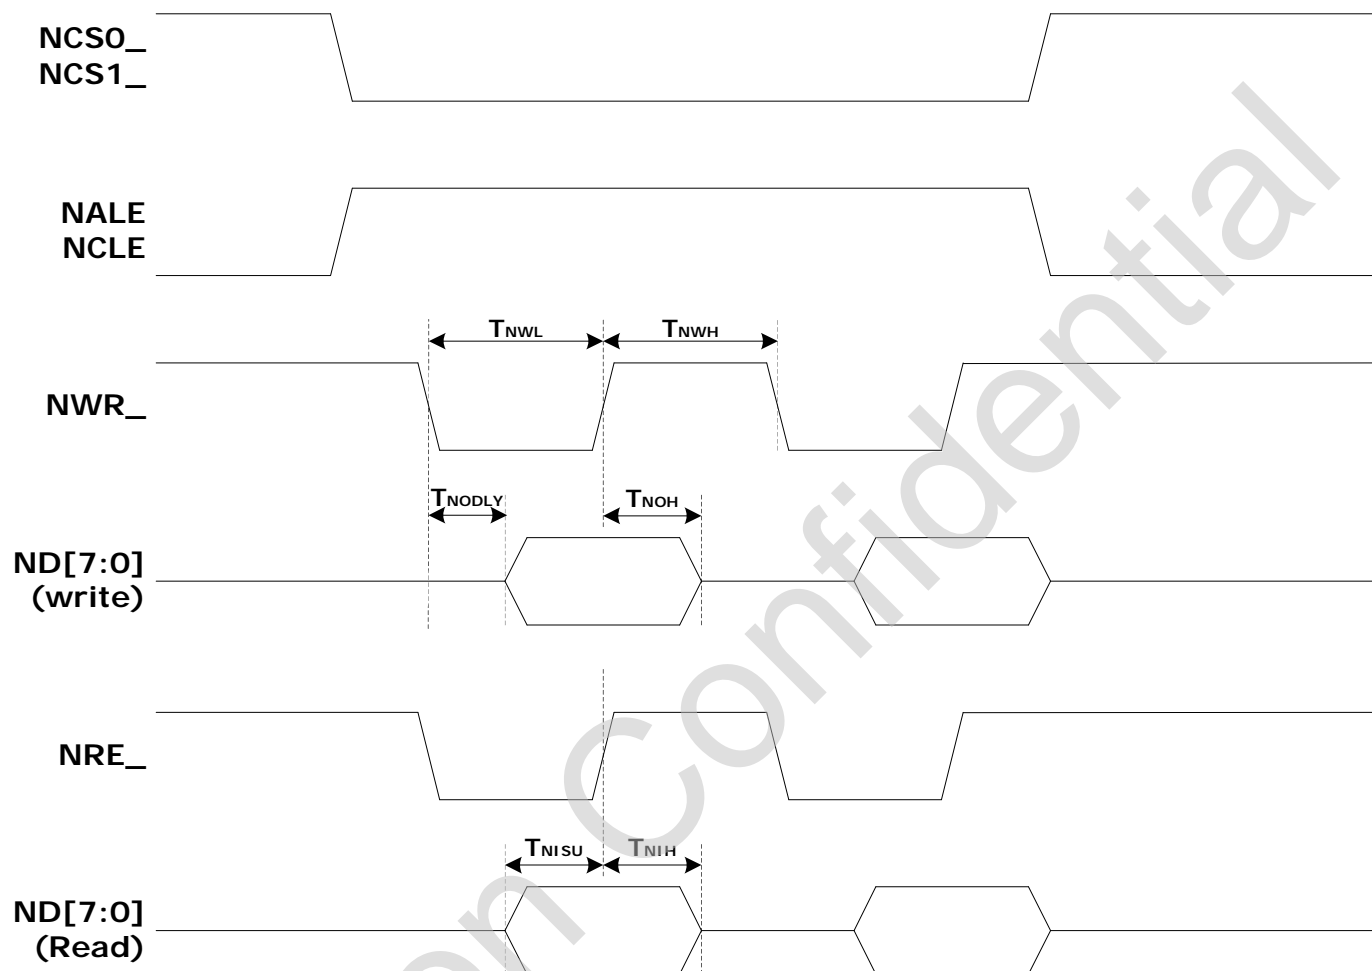 NCS0_
NCS1_
NALE
NCLE
TNWL TNWH
NWR_
TNODLY TNOH
ND[7:0]
(write)
NRE_
TNISU TNIH
ND[7:0]
(Read)
Confidential